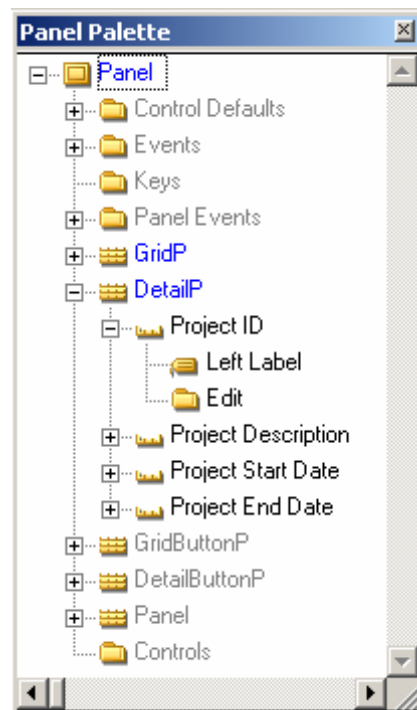 Panel Palette
Panel
Control Defaults
Events
Keys
Panel Events
GridP
DetailP
Project ID
Left Label
Edit
Project Description
Project Start Date
Project End Date
GridButtonP
DetailButtonP
Panel
Controls